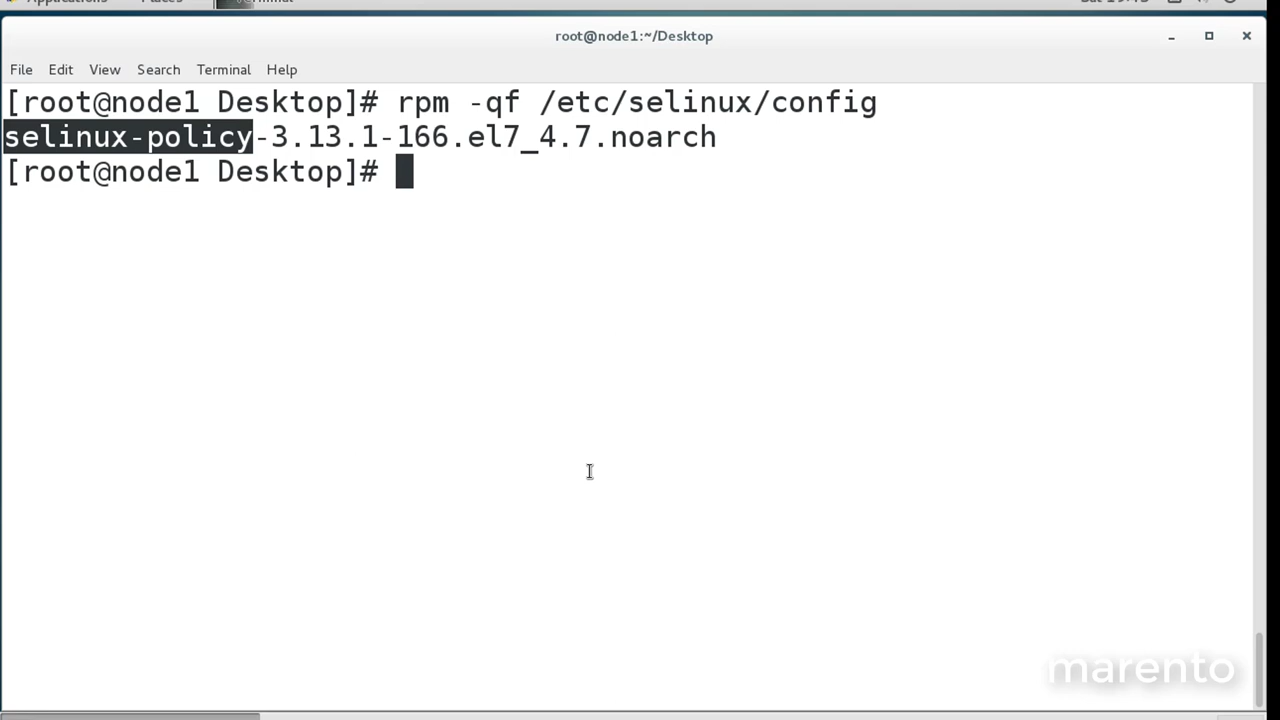 root@node1:~/Desktop
File Edit View Search Terminal Help
[root@node1 Desktop]# rpm -qf /etc/selinux/config
selinux-policy-3.13.1-166.el7_4.7.noarch
[root@node1 Desktop]#
marento